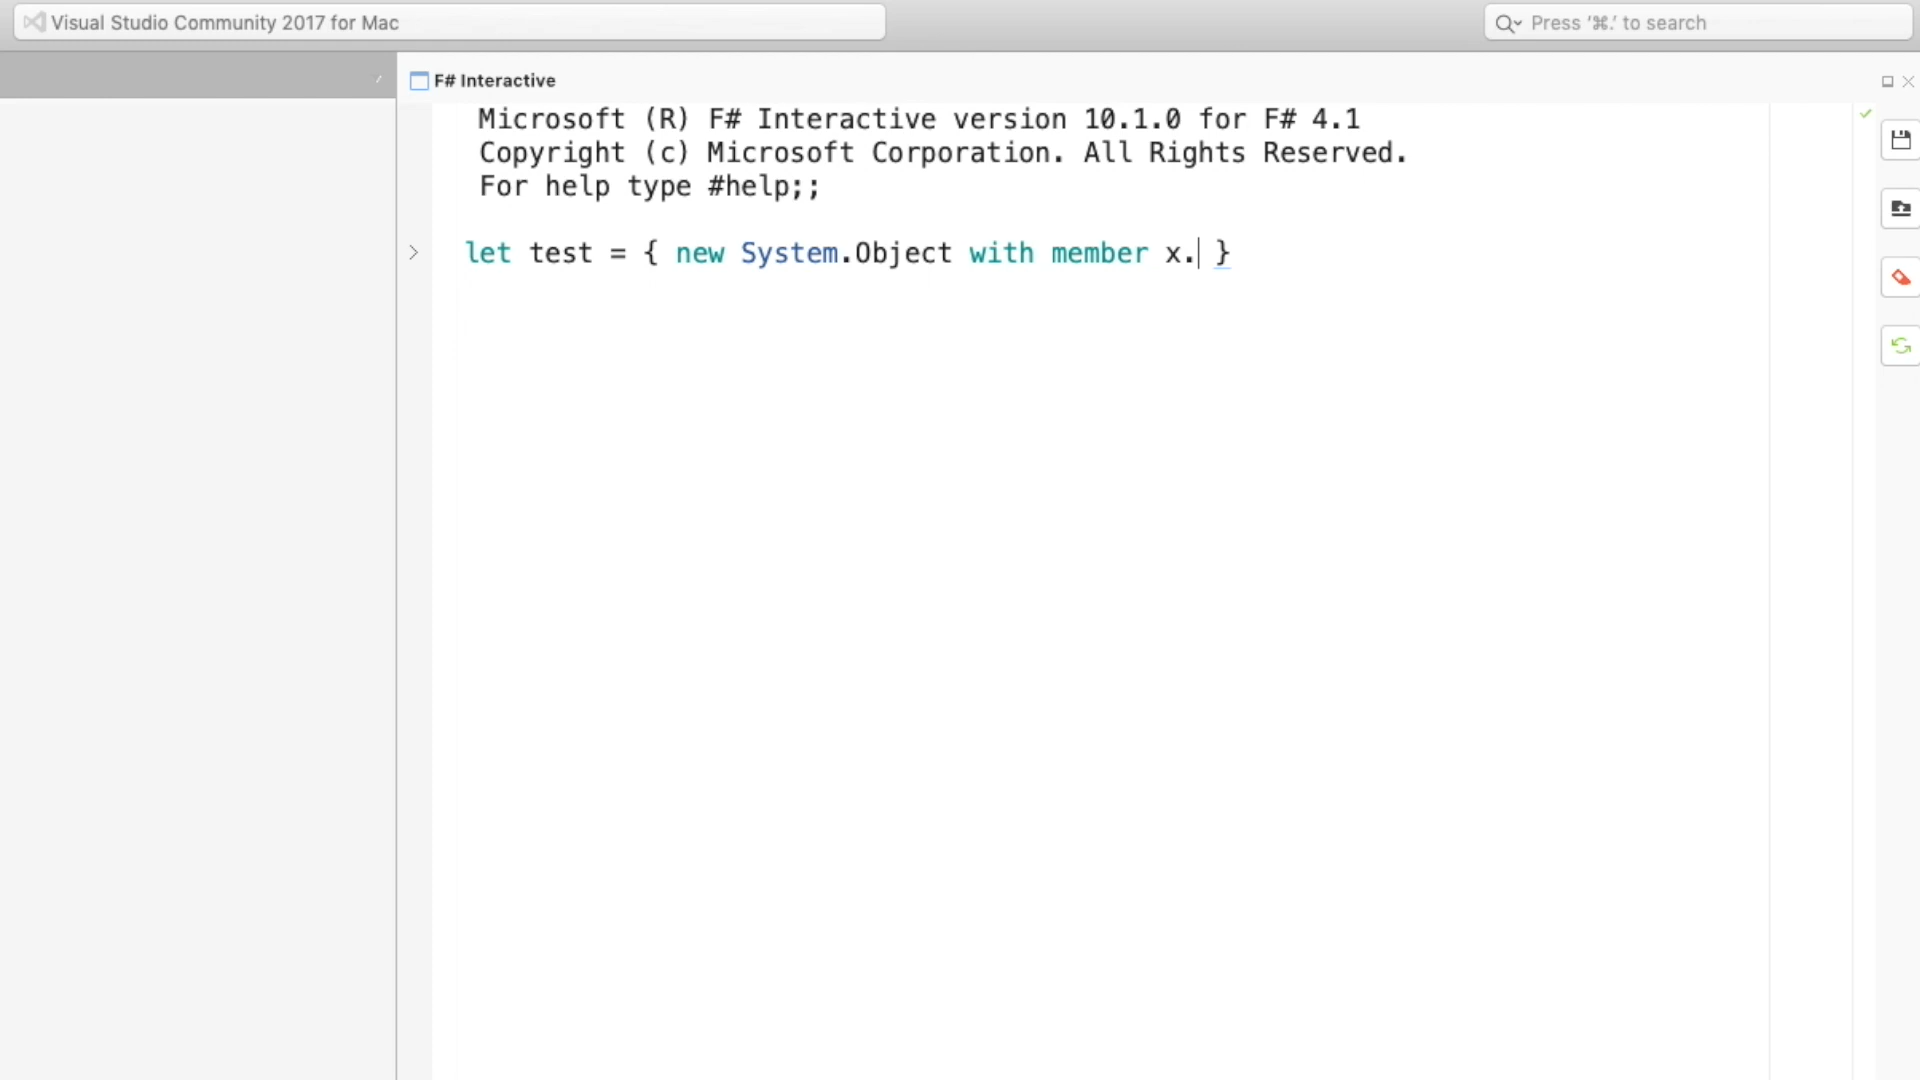 Visual Studio Community 2017 for Mac
Press ‘⌘.’ to search
F# Interactive
Microsoft (R) F# Interactive version 10.1.0 for F# 4.1
Copyright (c) Microsoft Corporation. All Rights Reserved.
For help type #help;;
let test = { new System.Object with member x. }